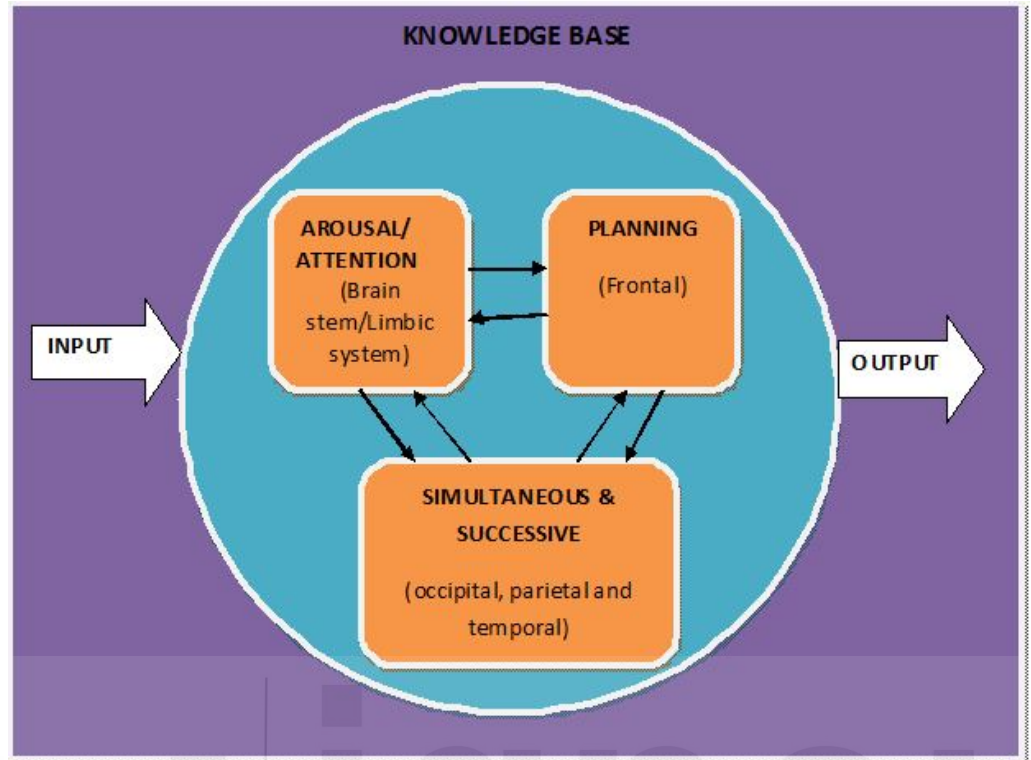 KNOWLEDGE BASE
AROUSAL/
ATTENTION
(Brain
stem/Limbic
system)
PLANNING
(Frontal)
INPUT
OUTPUT
SIMULTANEOUS &
SUCCESSIVE
(occipital, parietal and
temporal)